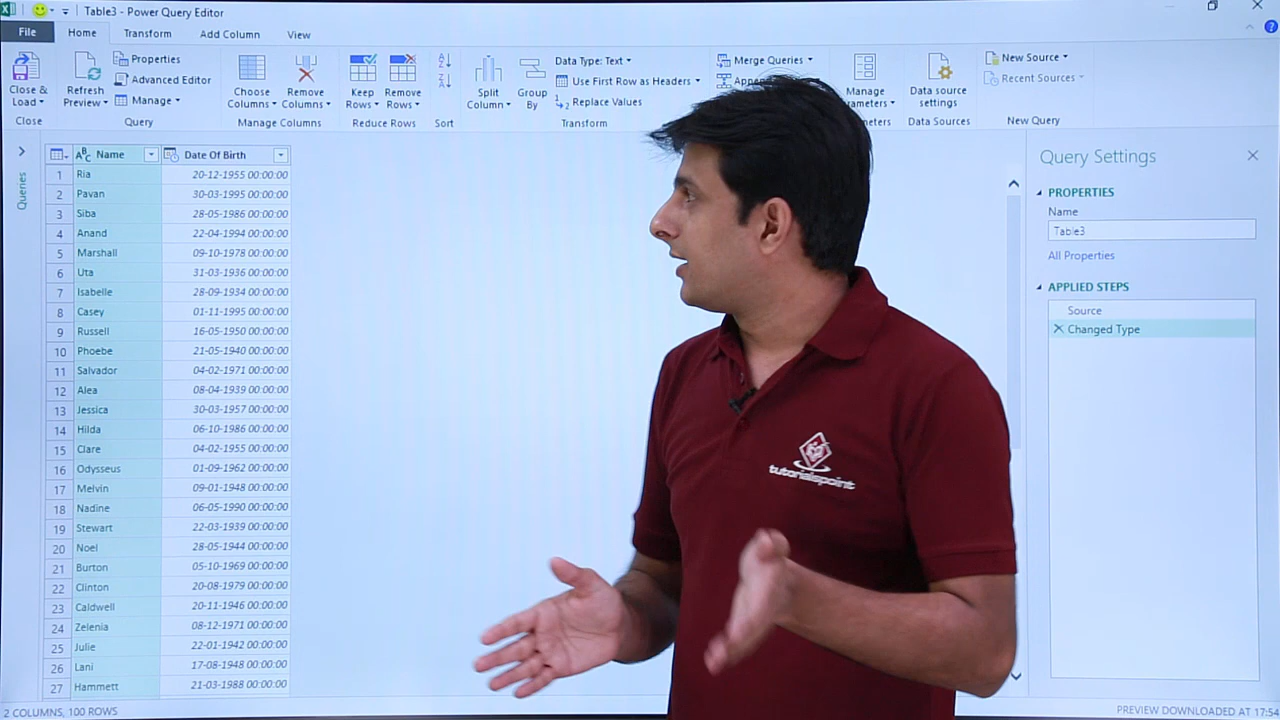 Table3 - Power Query Editor
File Home Transform Add Column View
Close & Load Refresh Preview Properties Advanced Editor Manage Choose Columns Remove Columns Keep Rows Remove Rows Split Column Group By Data Type: Text Use First Row as Headers Replace Values Merge Queries Manage Data source settings New Source Recent Sources
Close Query Manage Columns Reduce Rows Sort Transform Data Sources New Query
Queries
ABC Name Date Of Birth
1 Ria 20-12-1955 00:00:00
2 Pavan 30-03-1995 00:00:00
3 Siba 28-05-1986 00:00:00
4 Anand 22-04-1994 00:00:00
5 Marshall 09-10-1978 00:00:00
6 Uta 31-03-1936 00:00:00
7 Isabelle 28-09-1934 00:00:00
8 Casey 01-11-1995 00:00:00
9 Russell 16-05-1950 00:00:00
10 Phoebe 21-05-1940 00:00:00
11 Salvador 04-02-1971 00:00:00
12 Alea 08-04-1939 00:00:00
13 Jessica 30-03-1957 00:00:00
14 Hilda 06-10-1986 00:00:00
15 Clare 04-02-1955 00:00:00
16 Odysseus 01-09-1962 00:00:00
17 Melvin 09-01-1948 00:00:00
18 Nadine 06-05-1990 00:00:00
19 Stewart 22-03-1939 00:00:00
20 Noel 28-05-1944 00:00:00
21 Burton 05-10-1969 00:00:00
22 Clinton 20-08-1979 00:00:00
23 Caldwell 20-11-1946 00:00:00
24 Zelenia 08-12-1971 00:00:00
25 Julie 22-01-1942 00:00:00
26 Lani 17-08-1948 00:00:00
27 Hammett 21-03-1988 00:00:00
2 COLUMNS, 100 ROWS
tutorialspoint
Query Settings
PROPERTIES
Name
Table3
All Properties
APPLIED STEPS
Source
Changed Type
PREVIEW DOWNLOADED AT 17:54